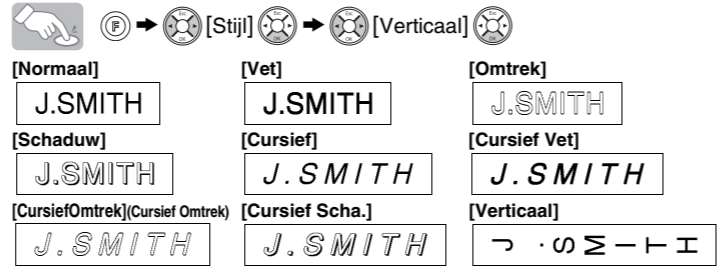 F [Stijl] [Verticaal]
[Normaal] [Vet] [Omtrek]
J.SMITH J.SMITH J.SMITH
[Schaduw] [Cursief] [Cursief Vet]
J.SMITH J.SMITH J.SMITH
[CursiefOmtrek](Cursief Omtrek) [Cursief Scha.] [Verticaal]
J.SMITH J.SMITH J.SMITH